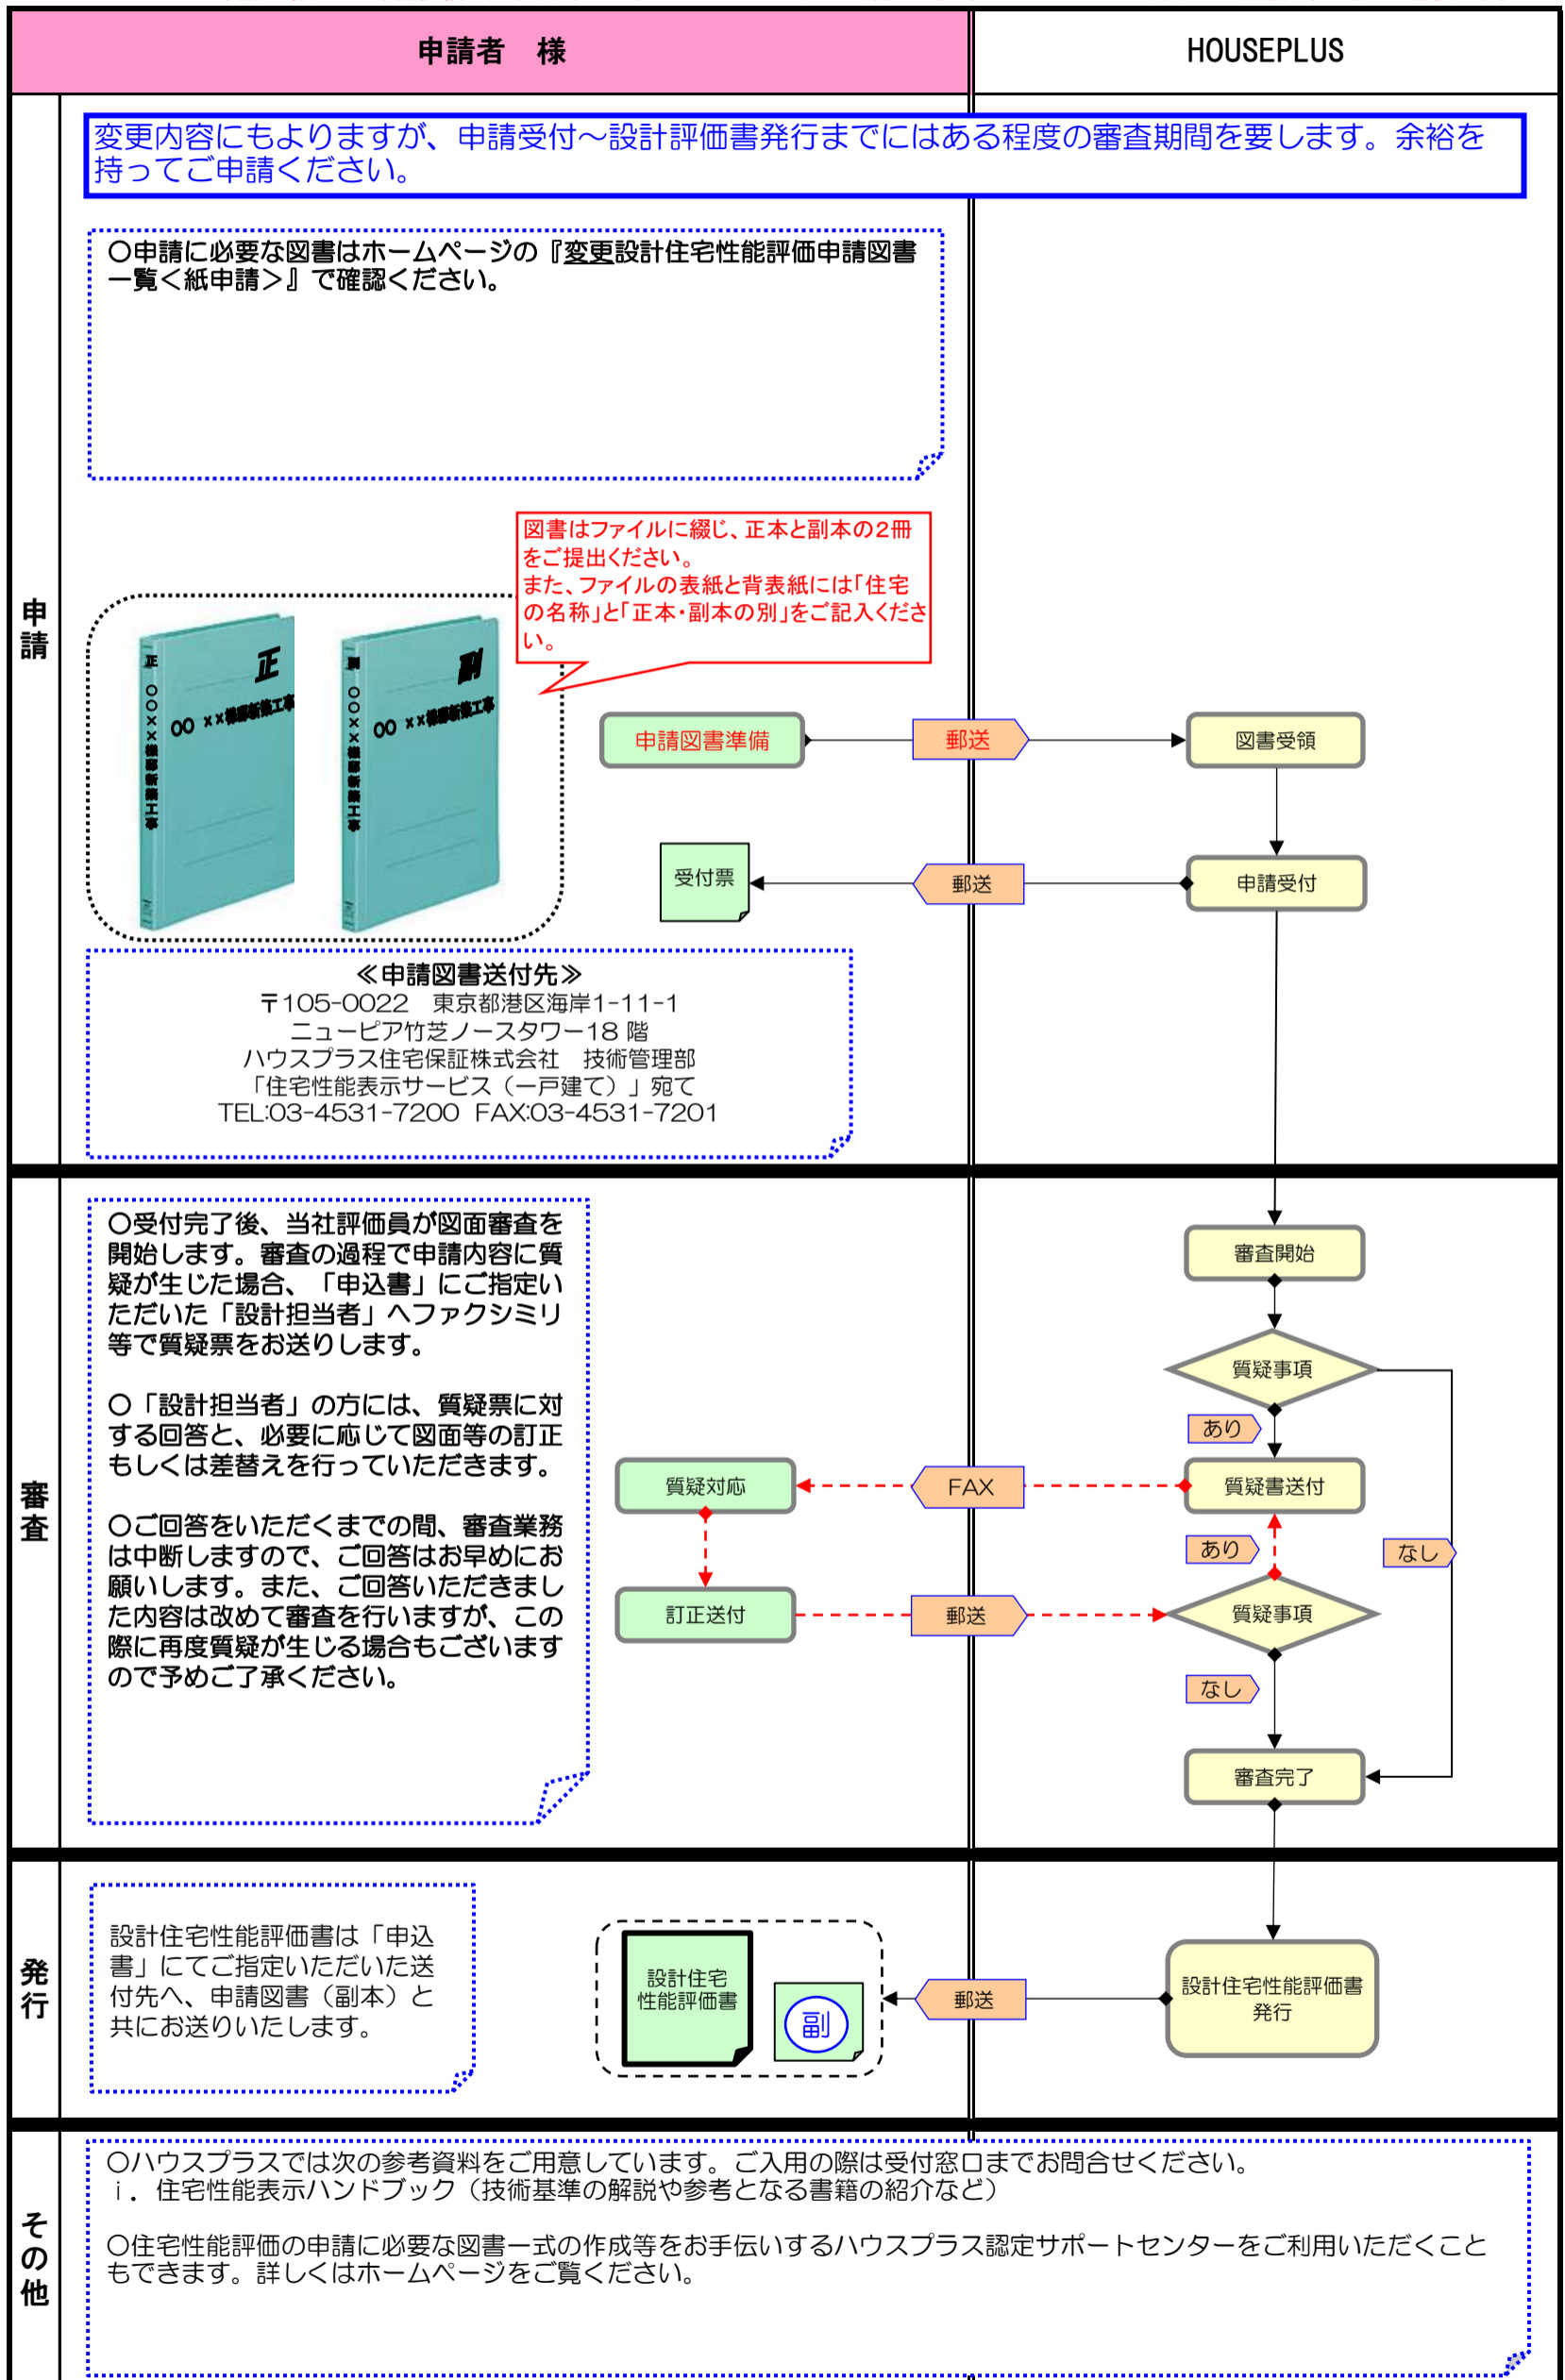 申請者　様
HOUSEPLUS
申請
変更内容にもよりますが、申請受付～設計評価書発行までにはある程度の審査期間を要します。余裕を
持ってご申請ください。
○申請に必要な図書はホームページの『変更設計住宅性能評価申請図書
一覧＜紙申請＞』で確認ください。
図書はファイルに綴じ、正本と副本の2冊
をご提出ください。
また、ファイルの表紙と背表紙には「住宅
の名称」と「正本・副本の別」をご記入くださ
い。
正
○○××様邸新築工事
正
○○ ××様邸新築工事
副
○○××様邸新築工事
副
○○ ××様邸新築工事
申請図書準備
郵送
図書受領
受付票
郵送
申請受付
≪申請図書送付先≫
〒105-0022　東京都港区海岸1-11-1
ニューピア竹芝ノースタワー18 階
ハウスプラス住宅保証株式会社　技術管理部
「住宅性能表示サービス（一戸建て）」宛て
TEL:03-4531-7200 FAX:03-4531-7201
審査
○受付完了後、当社評価員が図面審査を
開始します。審査の過程で申請内容に質
疑が生じた場合、「申込書」にご指定い
ただいた「設計担当者」へファクシミリ
等で質疑票をお送りします。
○「設計担当者」の方には、質疑票に対
する回答と、必要に応じて図面等の訂正
もしくは差替えを行っていただきます。
○ご回答をいただくまでの間、審査業務
は中断しますので、ご回答はお早めにお
願いします。また、ご回答いただきまし
た内容は改めて審査を行いますが、この
際に再度質疑が生じる場合もございます
ので予めご了承ください。
審査開始
質疑事項
あり
質疑対応
FAX
質疑書送付
あり
なし
訂正送付
郵送
質疑事項
なし
審査完了
発行
設計住宅性能評価書は「申込
書」にてご指定いただいた送
付先へ、申請図書（副本）と
共にお送りいたします。
設計住宅
性能評価書
副
郵送
設計住宅性能評価書
発行
その他
○ハウスプラスでは次の参考資料をご用意しています。ご入用の際は受付窓口までお問合せください。
ⅰ．住宅性能表示ハンドブック（技術基準の解説や参考となる書籍の紹介など）
○住宅性能評価の申請に必要な図書一式の作成等をお手伝いするハウスプラス認定サポートセンターをご利用いただくこと
もできます。詳しくはホームページをご覧ください。